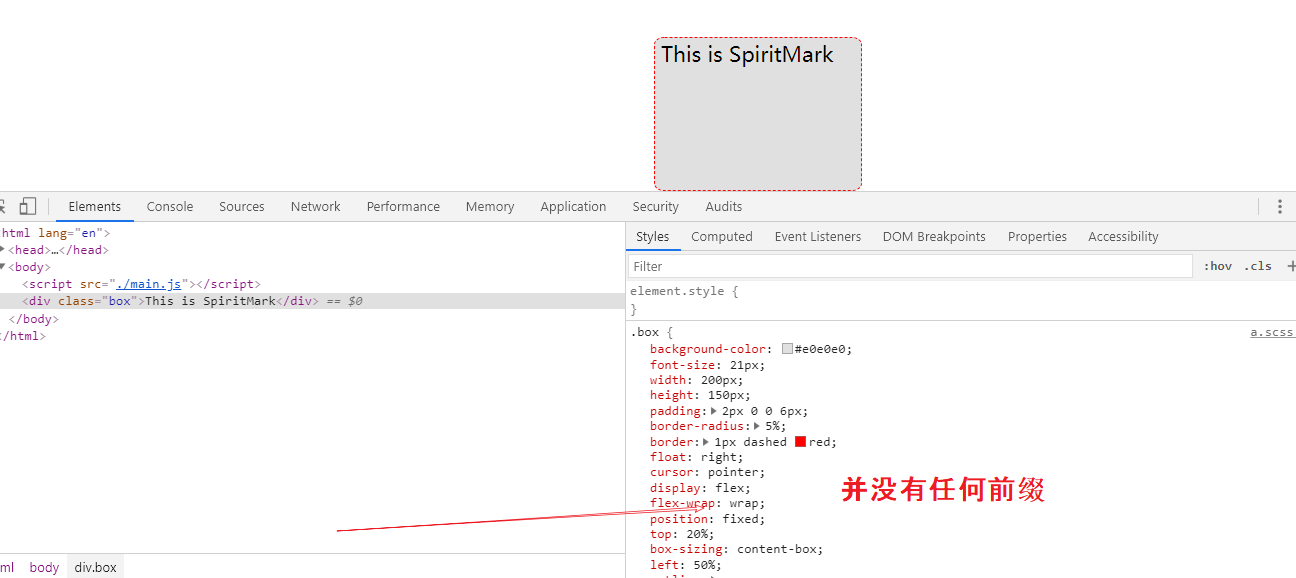 This is SpiritMark
Elements Console Sources Network Performance Memory Application Security Audits
html lang="en">
<head>…</head>
<body>
<script src="./main.js"></script>
<div class="box">This is SpiritMark</div> == $0
</body>
/html>
ml body div.box
Styles Computed Event Listeners DOM Breakpoints Properties Accessibility
Filter :hov .cls +
element.style {
}
.box { a.scss
background-color: #e0e0e0;
font-size: 21px;
width: 200px;
height: 150px;
padding: 2px 0 0 6px;
border-radius: 5%;
border: 1px dashed red;
float: right;
cursor: pointer;
display: flex;
flex-wrap: wrap;
position: fixed;
top: 20%;
box-sizing: content-box;
left: 50%;
并没有任何前缀